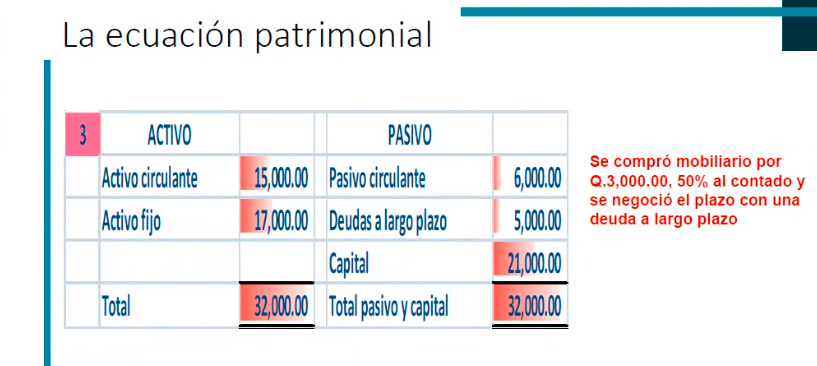 La ecuación patrimonial
3 ACTIVO PASIVO
Activo circulante 15,000.00 Pasivo circulante 6,000.00
Activo fijo 17,000.00 Deudas a largo plazo 5,000.00
Capital 21,000.00
Total 32,000.00 Total pasivo y capital 32,000.00
Se compró mobiliario por
Q.3,000.00, 50% al contado y
se negoció el plazo con una
deuda a largo plazo